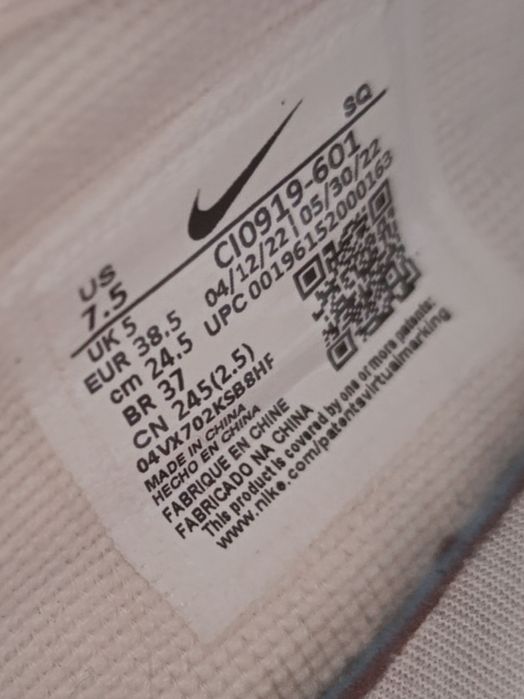 SQ
US
7.5
CI0919-601
UK 5
04/12/22 | 05/30/22
EUR 38.5
UPC 00196152000163
cm 24.5
BR 37
CN 245(2.5)
04VX702KSB8HF
MADE IN CHINA
HECHO EN CHINA
FABRIQUE EN CHINE
FABRICADO NA CHINA
This product is covered by one or more patents:
www.nike.com/patentsvirtualmarking